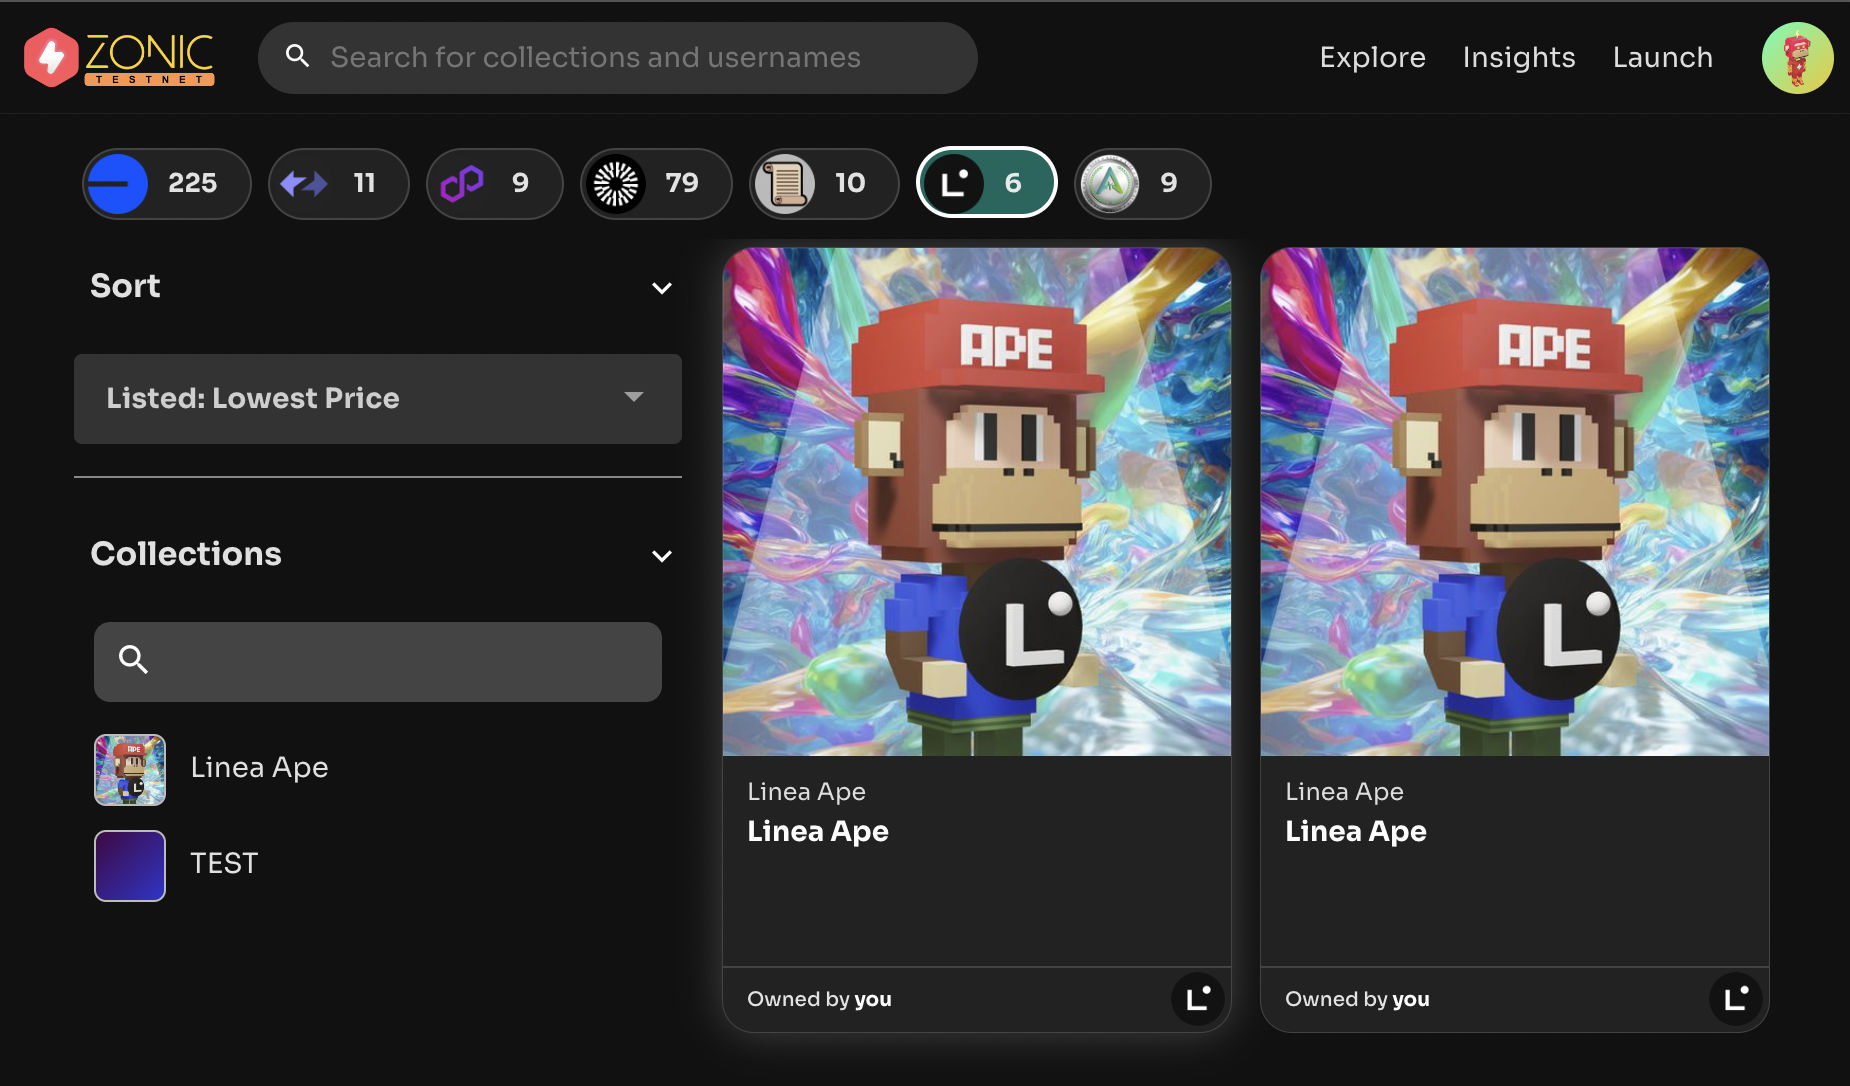 ZONIC
TESTNET
Search for collections and usernames
Explore
Insights
Launch
225
11
9
79
10
6
9
Sort
Listed: Lowest Price
Collections
Linea Ape
TEST
APE
L
Linea Ape
Linea Ape
Owned by you
APE
L
Linea Ape
Linea Ape
Owned by you